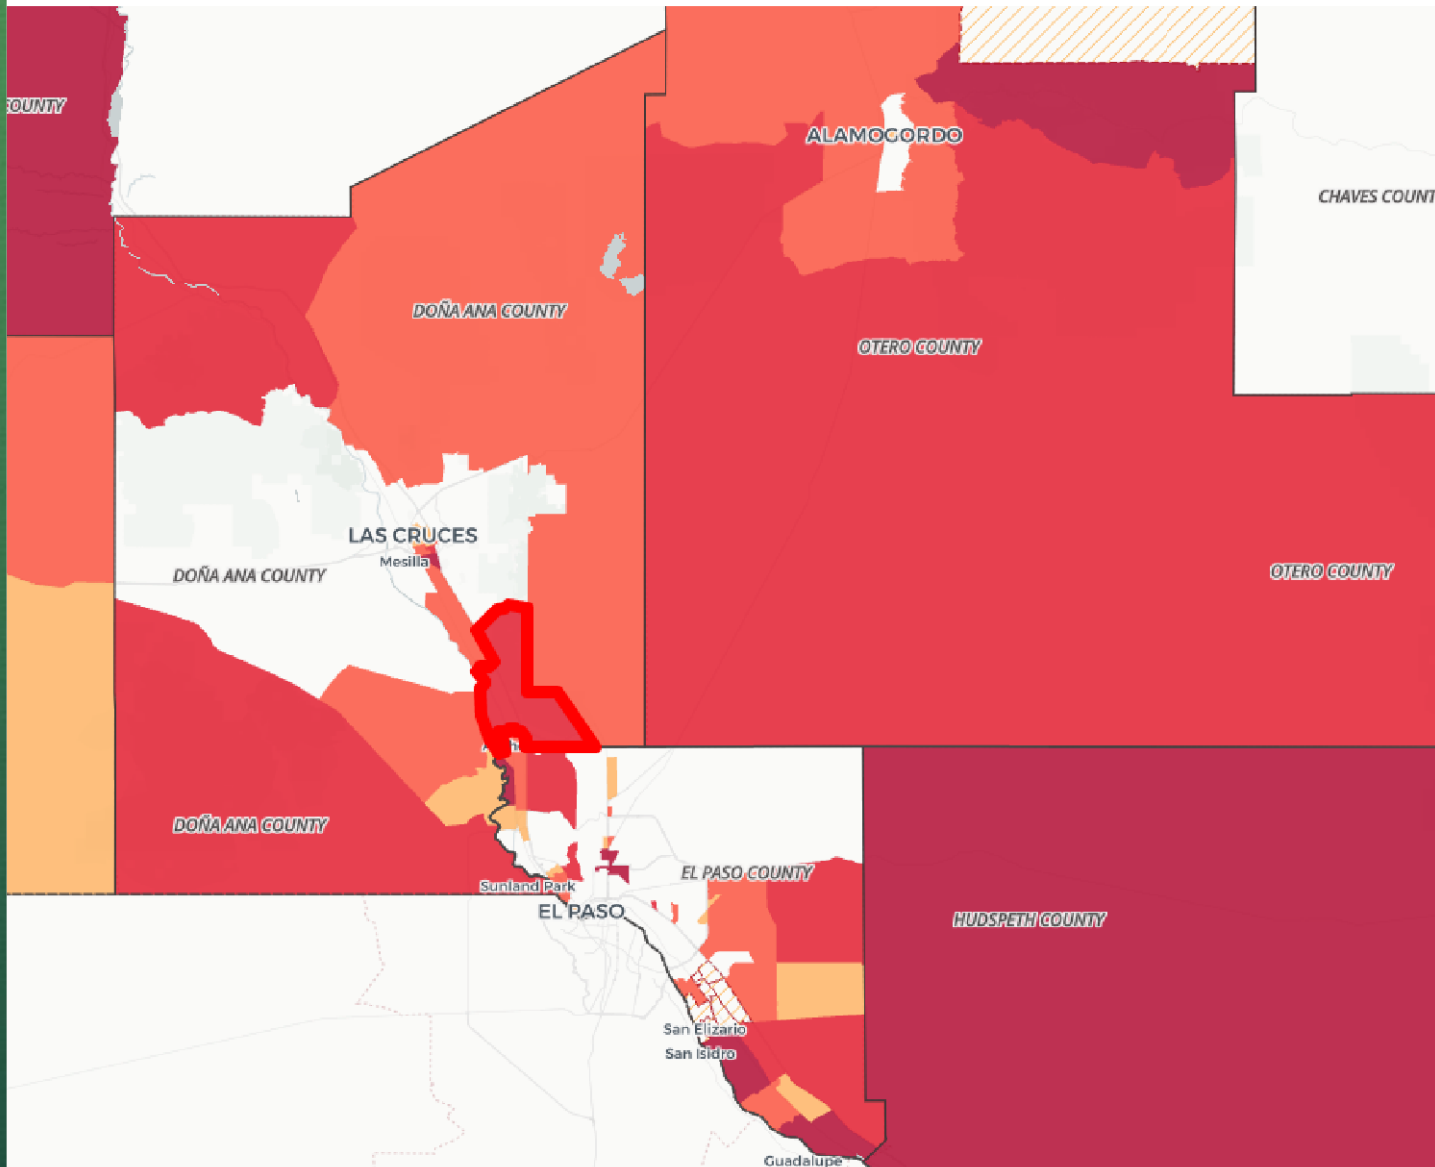 COUNTY
ALAMOGORDO
CHAVES COUNT
DOÑA ANA COUNTY
OTERO COUNTY
LAS CRUCES
Mesilla
DOÑA ANA COUNTY
OTERO COUNTY
DOÑA ANA COUNTY
EL PASO COUNTY
Sunland Park
EL PASO
HUDSPETH COUNTY
San Elizario
San Isidro
Guadalupe